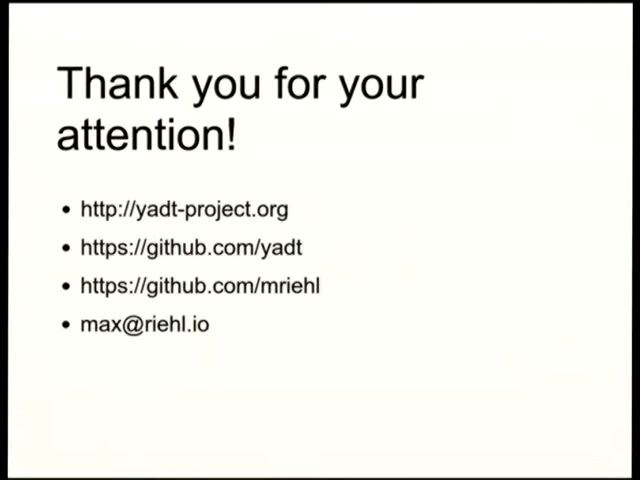 Thank you for your
attention!
• http://yadt-project.org
• https://github.com/yadt
• https://github.com/mriehl
• max@riehl.io